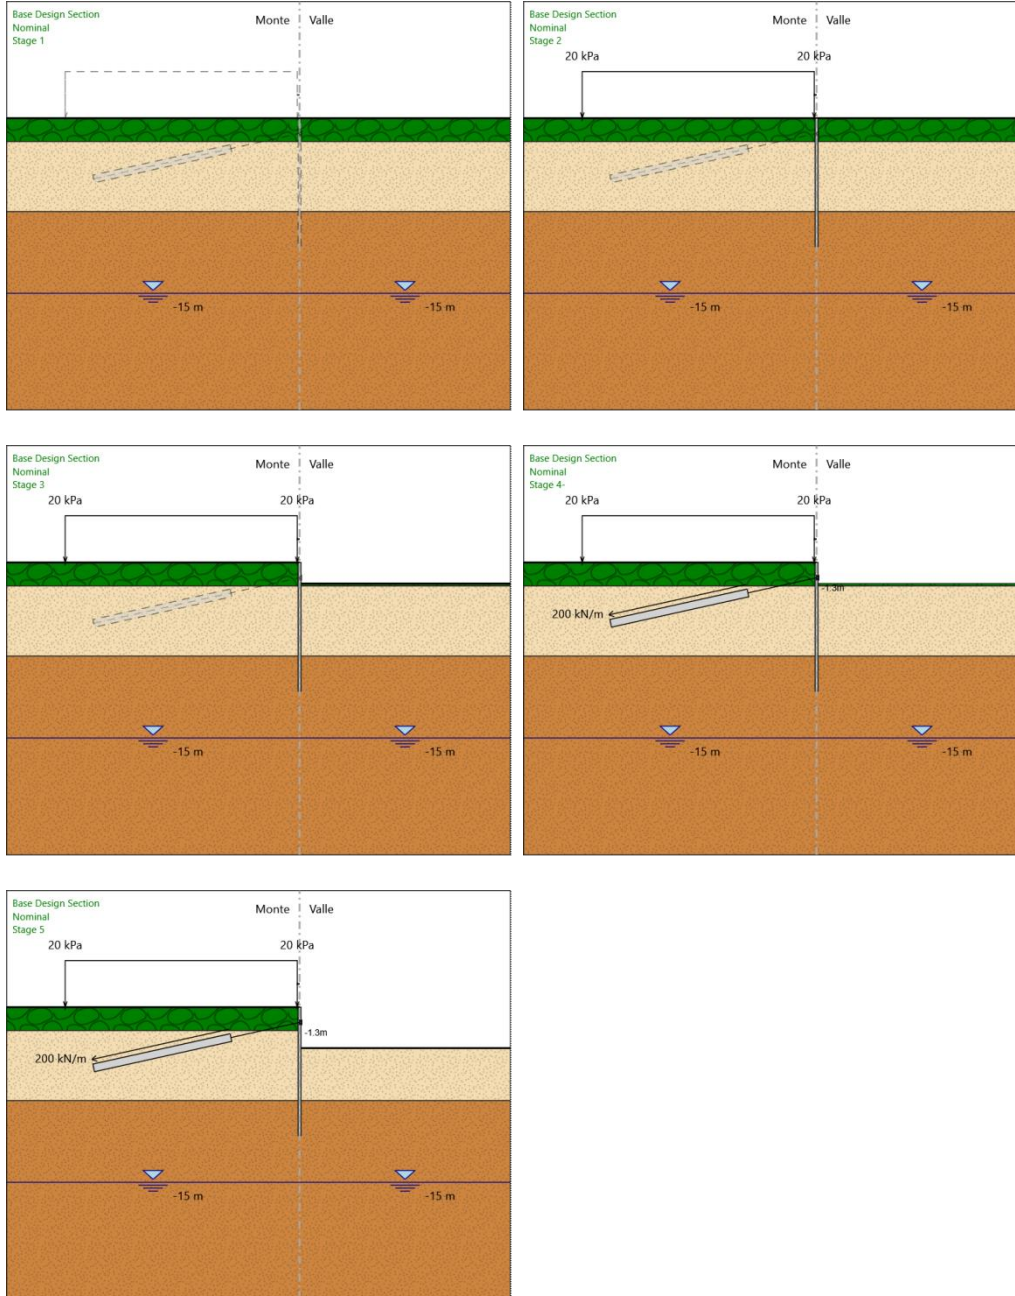 Base Design Section
Nominal
Stage 1
Monte Valle
-15 m -15 m
Base Design Section
Nominal
Stage 2
Monte Valle
20 kPa 20 kPa
-15 m -15 m
Base Design Section
Nominal
Stage 3
Monte Valle
20 kPa 20 kPa
-15 m -15 m
Base Design Section
Nominal
Stage 4-
Monte Valle
20 kPa 20 kPa
-1.3m
200 kN/m
-15 m -15 m
Base Design Section
Nominal
Stage 5
Monte Valle
20 kPa 20 kPa
-1.3m
200 kN/m
-15 m -15 m